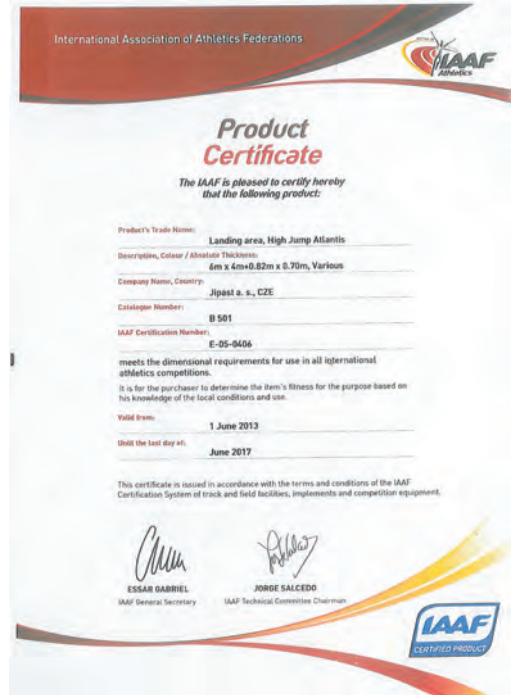 International Association of Athletics Federations
IAAF
Athletics
Product
Certificate
The IAAF is pleased to certify hereby
that the following product:
Product's Trade Name:
Landing area, High Jump Atlantis
Description, Colour / Absolute Thickness:
6m x 4m+0.82m x 0.70m, Various
Company Name, Country:
Jipast a. s., CZE
Catalogue Number:
B 501
IAAF Certification Number:
E-05-0406
meets the dimensional requirements for use in all international
athletics competitions.
It is for the purchaser to determine the item's fitness for the purpose based on
his knowledge of the local conditions and use.
Valid from:
1 June 2013
Until the last day of:
June 2017
This certificate is issued in accordance with the terms and conditions of the IAAF
Certification System of track and field facilities, implements and competition equipment.
ESSAR GABRIEL
IAAF General Secretary
JORGE SALCEDO
IAAF Technical Committee Chairman
IAAF
CERTIFIED PRODUCT